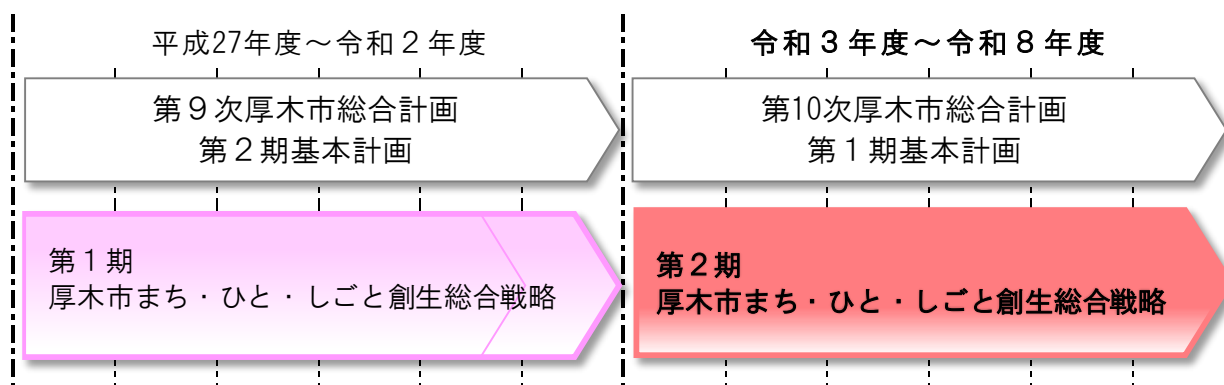 平成27年度～令和２年度
令和３年度～令和８年度
第９次厚木市総合計画
第２期基本計画
第10次厚木市総合計画
第１期基本計画
第１期
厚木市まち・ひと・しごと創生総合戦略
第２期
厚木市まち・ひと・しごと創生総合戦略